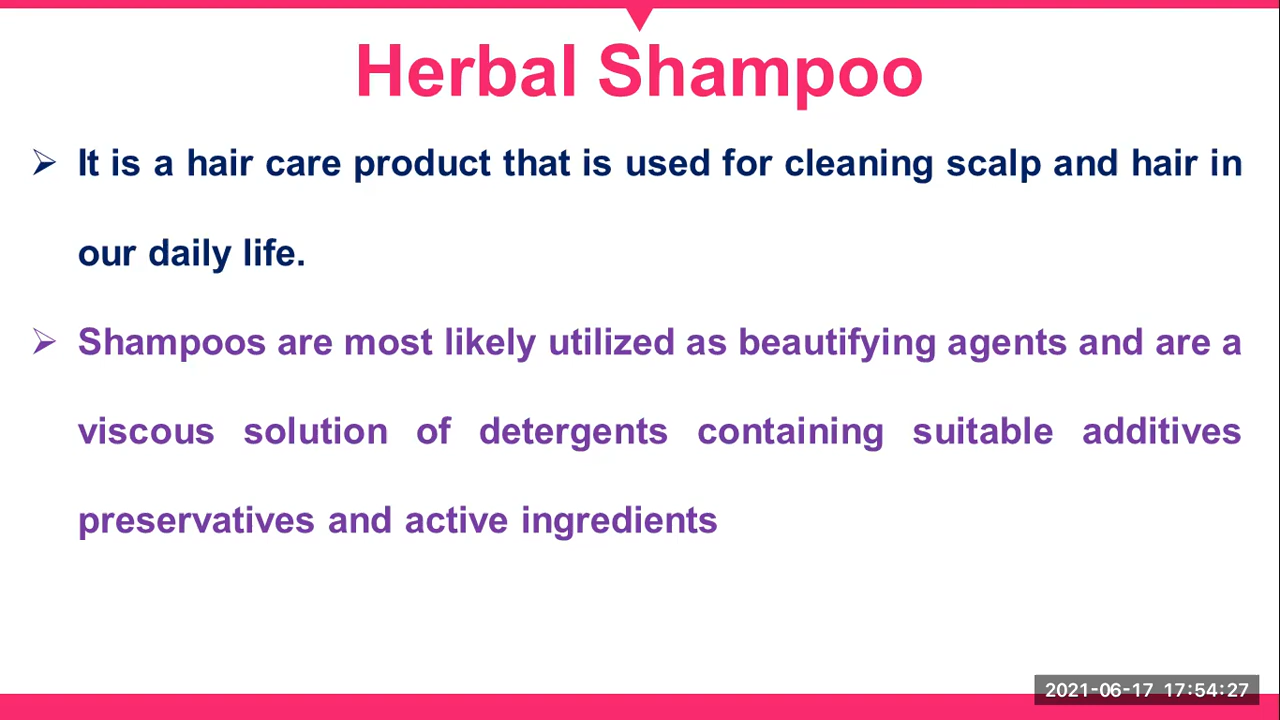 Herbal Shampoo
➢ It is a hair care product that is used for cleaning scalp and hair in
our daily life.
➢ Shampoos are most likely utilized as beautifying agents and are a
viscous solution of detergents containing suitable additives
preservatives and active ingredients
2021-06-17 17:54:27